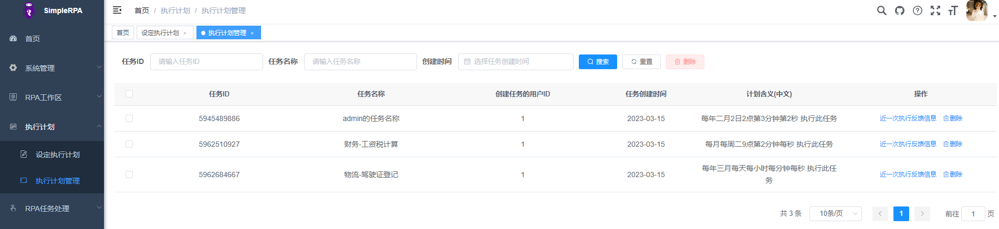 SimpleRPA
首页 / 执行计划 / 执行计划管理
首页
设定执行计划 ×
执行计划管理 ×
首页
系统管理
RPA工作区
执行计划
设定执行计划
执行计划管理
RPA任务处理
任务ID 请输入任务ID 任务名称 请输入任务名称 创建时间 选择任务创建时间 搜索 重置 删除
任务ID 任务名称 创建任务的用户ID 任务创建时间 计划含义(中文) 操作
5945489886 admin的任务名称 1 2023-03-15 每年二月2日2点第3分钟第2秒 执行此任务 近一次执行反馈信息 删除
5962510927 财务-工资税计算 1 2023-03-15 每月每周二9点第2分钟每秒 执行此任务 近一次执行反馈信息 删除
5962684667 物流-驾驶证登记 1 2023-03-15 每年三月每天每小时每分钟每秒 执行此任
务 近一次执行反馈信息 删除
共 3 条 10条/页 1 前往 1 页